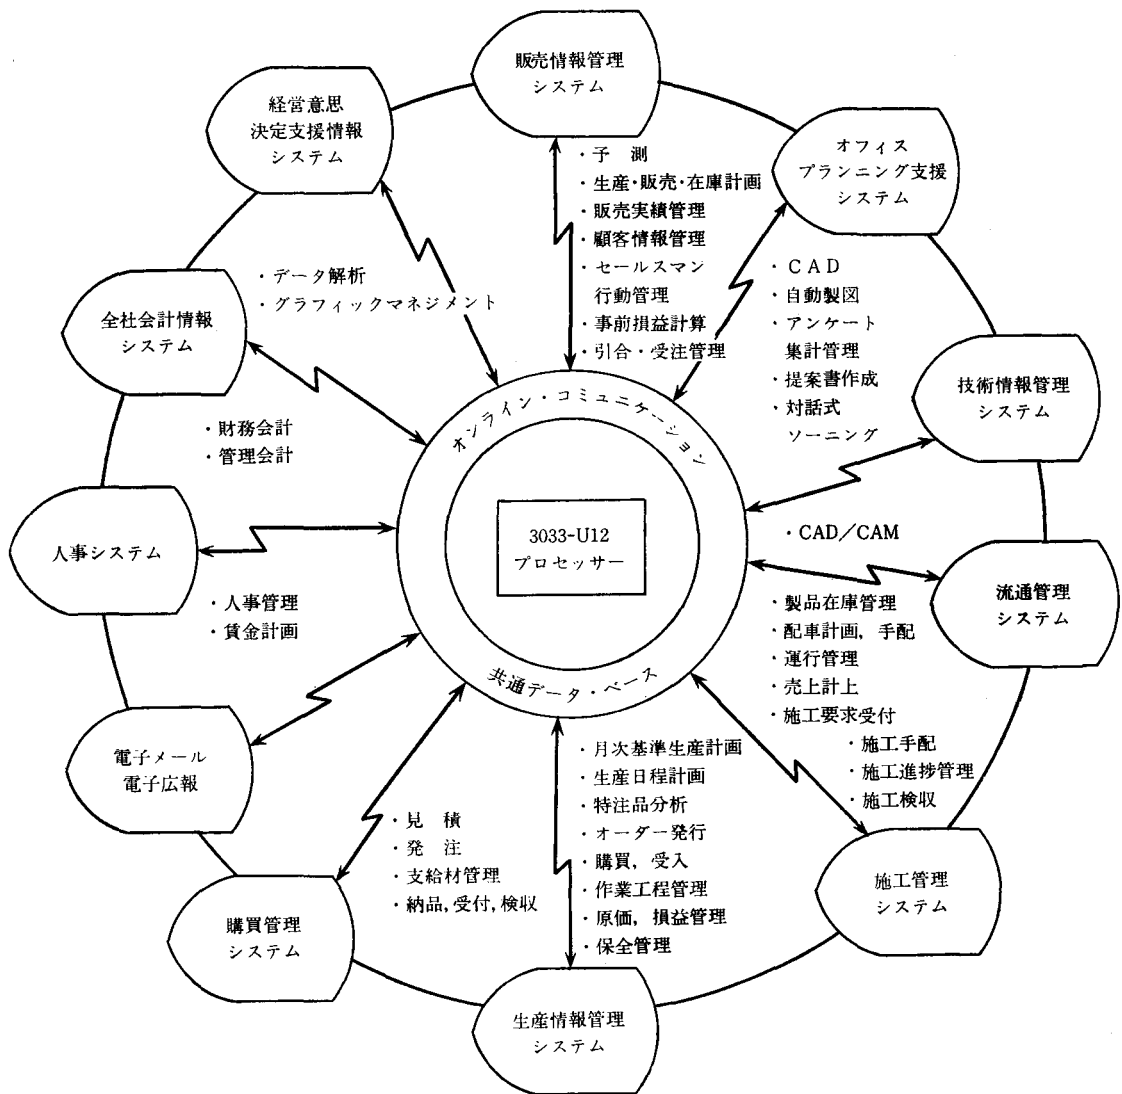 販売情報管理
システム
・予　測
・生産・販売・在庫計画
・販売実績管理
・顧客情報管理
・セールスマン
行動管理
・事前損益計算
・引合・受注管理
オフィス
プランニング支援
システム
・ＣＡＤ
・自動製図
・アンケート
集計管理
・提案書作成
・対話式
ゾーニング
技術情報管理
システム
・CAD／CAM
流通管理
システム
・製品在庫管理
・配車計画，手配
・運行管理
・売上計上
・施工要求受付
・施工手配
・施工進捗管理
・施工検収
施工管理
システム
・月次基準生産計画
・生産日程計画
・特注品分析
・オーダー発行
・購買，受入
・作業工程管理
・原価，損益管理
・保全管理
生産情報管理
システム
・見　積
・発　注
・支給材管理
・納品，受付，検収
購買管理
システム
電子メール
電子広報
人事システム
・人事管理
・賃金計画
全社会計情報
システム
・財務会計
・管理会計
経営意思
決定支援情報
システム
・データ解析
・グラフィックマネジメント
オンライン・コミュニケーション
3033-U12
プロセッサー
共通データ・ベース